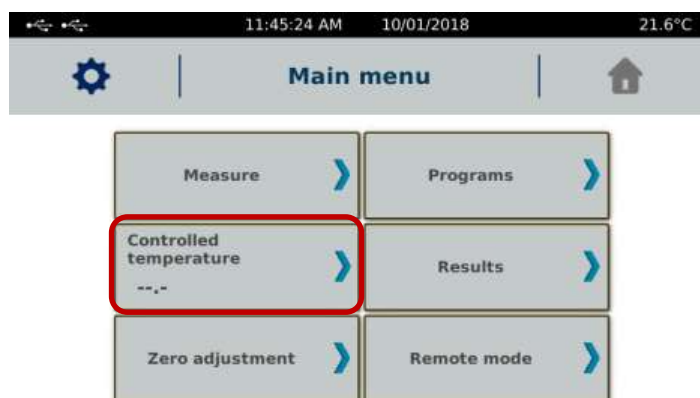 11:45:24 AM 10/01/2018 21.6°C
Main menu
Measure
Programs
Controlled
temperature
--.-
Results
Zero adjustment
Remote mode